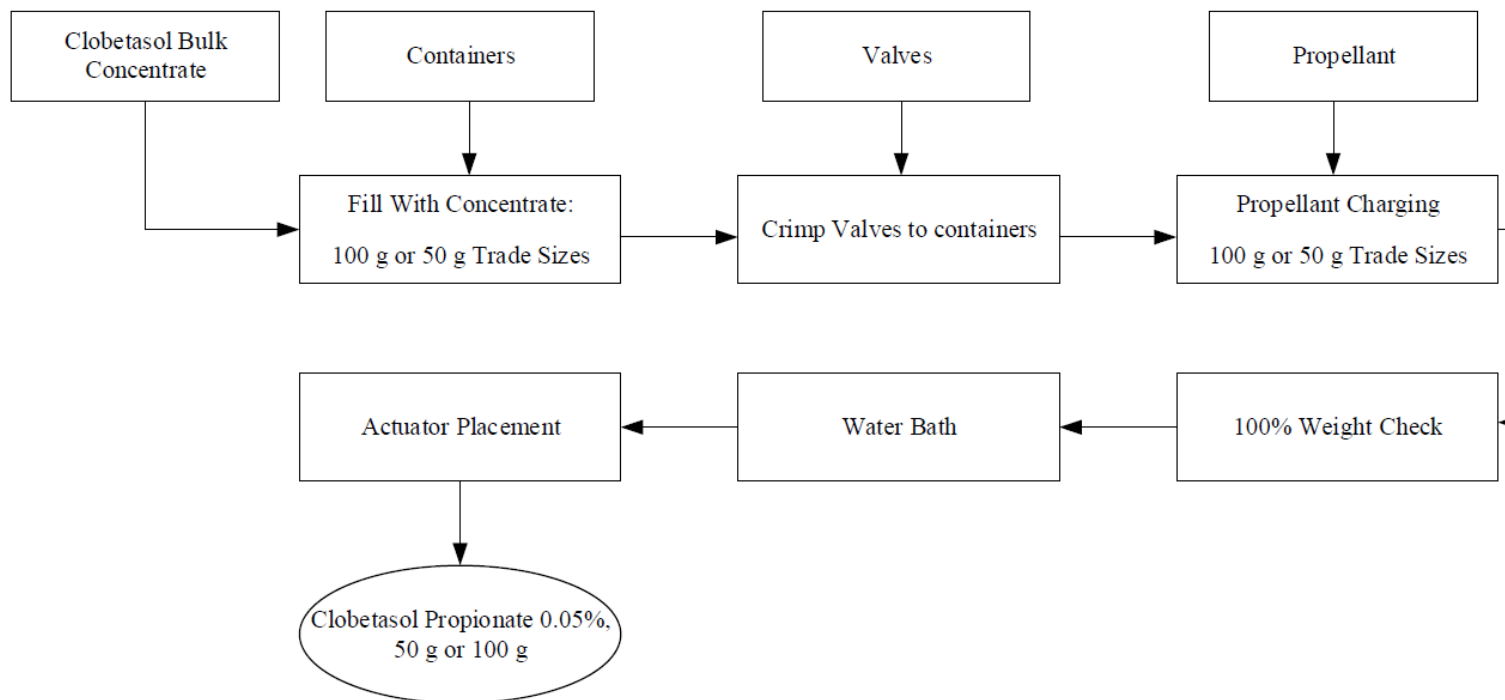 Clobetasol Bulk
Concentrate
Containers
Valves
Propellant
Fill With Concentrate:
100 g or 50 g Trade Sizes
Crimp Valves to containers
Propellant Charging
100 g or 50 g Trade Sizes
Actuator Placement
Water Bath
100% Weight Check
Clobetasol Propionate 0.05%,
50 g or 100 g